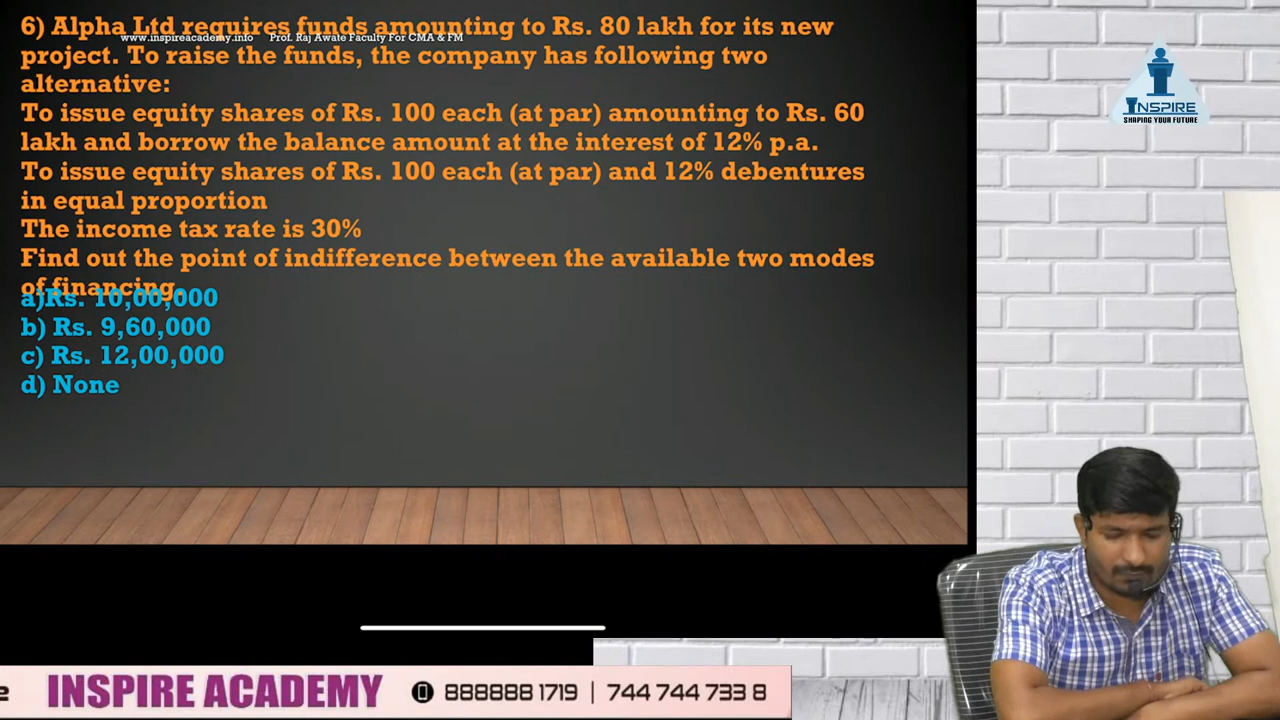 6) Alpha Ltd requires funds amounting to Rs. 80 lakh for its new
www.inspireacademy.info Prof. Raj Awate Faculty For CMA & FM
project. To raise the funds, the company has following two
alternative:
To issue equity shares of Rs. 100 each (at par) amounting to Rs. 60
lakh and borrow the balance amount at the interest of 12% p.a.
To issue equity shares of Rs. 100 each (at par) and 12% debentures
in equal proportion
The income tax rate is 30%
Find out the point of indifference between the available two modes
of financing.
a)Rs. 10,00,000
b) Rs. 9,60,000
c) Rs. 12,00,000
d) None
INSPIRE
SHAPING YOUR FUTURE
e INSPIRE ACADEMY 888888 1719 | 744 744 733 8